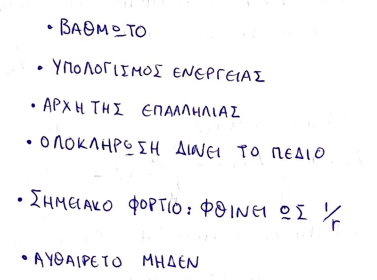 • ΒΑΘΜΩΤΟ
• ΥΠΟΛΟΓΙΣΜΟΣ ΕΝΕΡΓΕΙΑΣ
• ΑΡΧΗ ΤΗΣ ΕΠΑΛΛΗΛΙΑΣ
• ΟΛΟΚΛΗΡΩΣΗ ΔΙΝΕΙ ΤΟ ΠΕΔΙΟ
• ΣΗΜΕΙΑΚΟ ΦΟΡΤΙΟ: ΦΘΙΝΕΙ ΩΣ 1/r
• ΑΥΘΑΙΡΕΤΟ ΜΗΔΕΝ